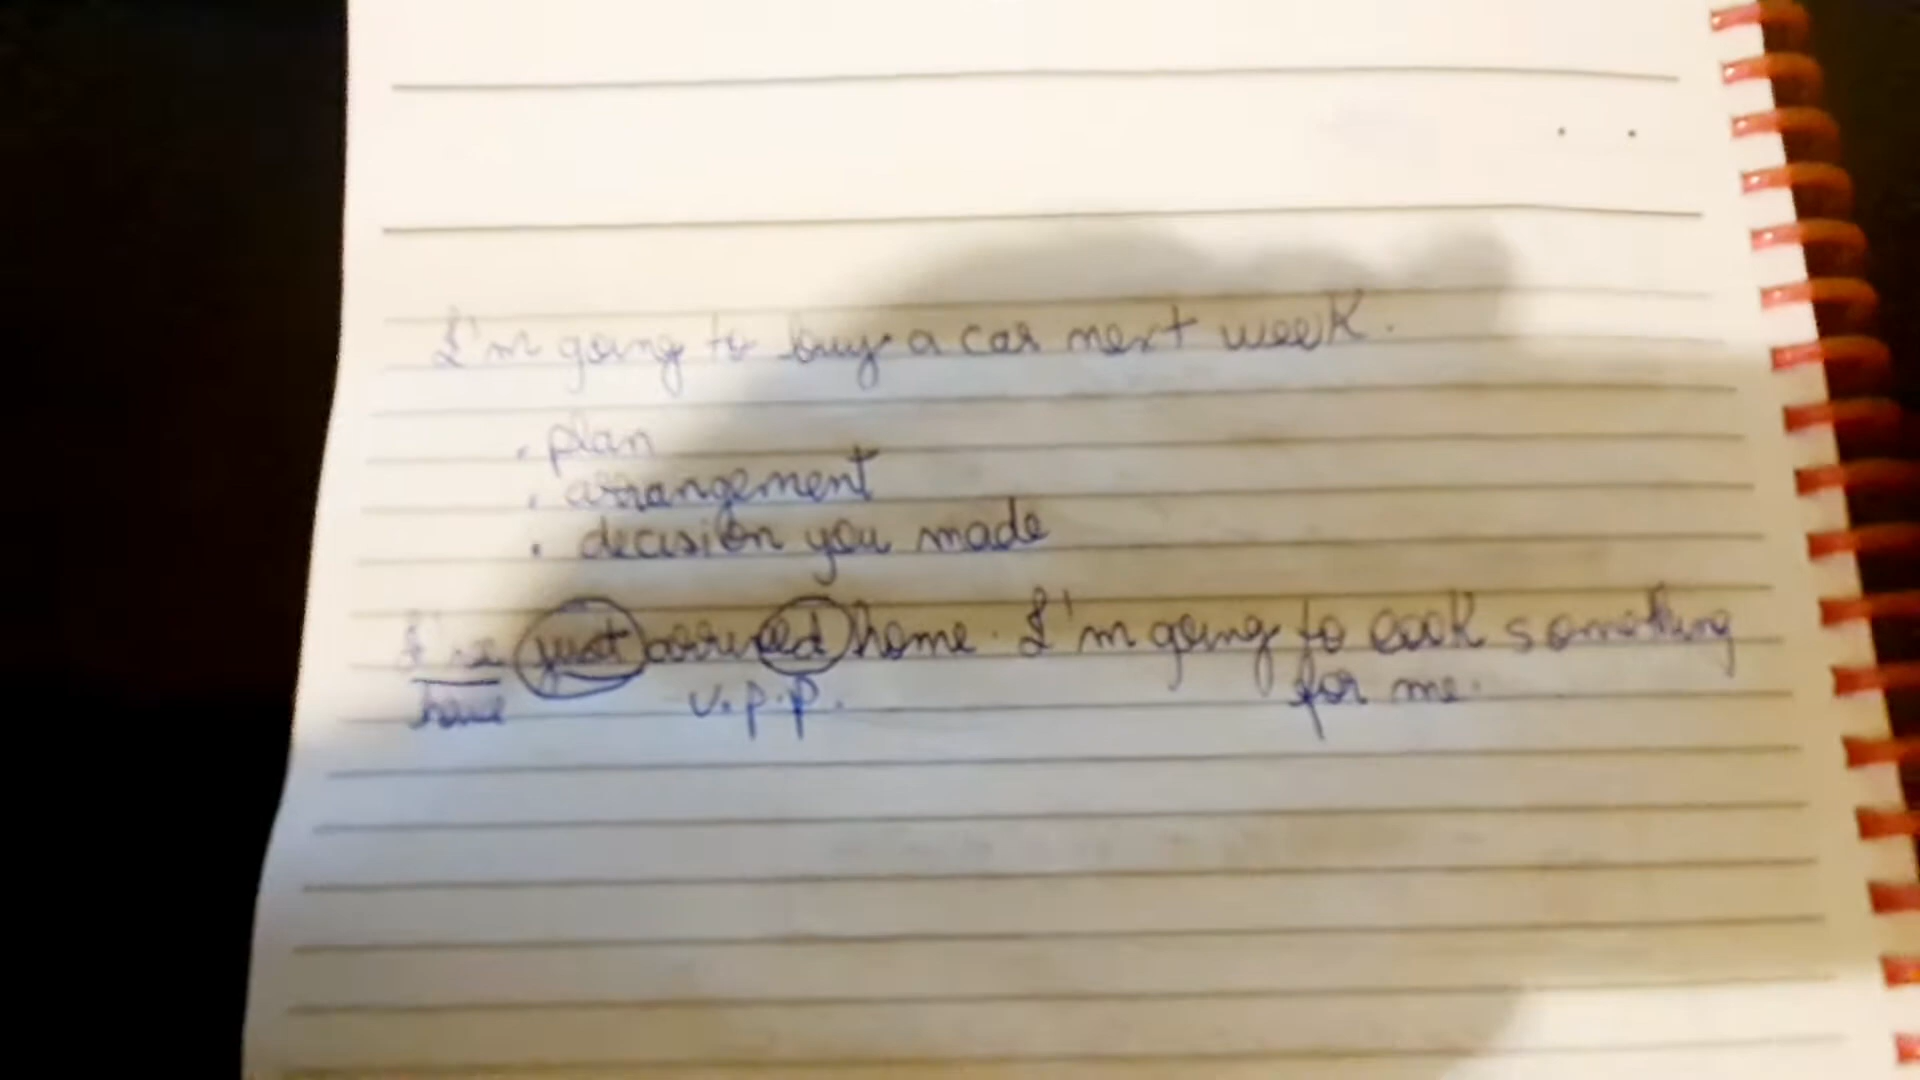 I'm going to buy a car next week.
. plan
. arrangement
. decision you made
I've just arrived home. I'm going to cook something
have v.p.p. for me.